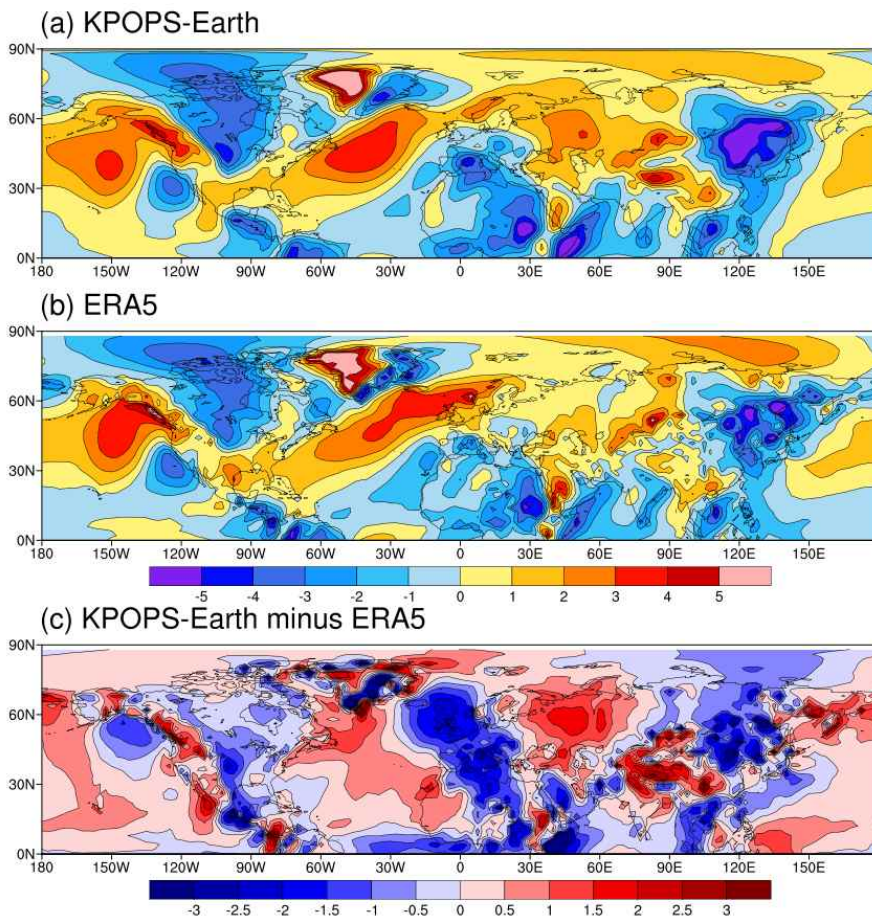 (a) KPOPS-Earth
90N
60N
30N
0N
180 150W 120W 90W 60W 30W 0 30E 60E 90E 120E 150E
(b) ERA5
90N
60N
30N
0N
180 150W 120W 90W 60W 30W 0 30E 60E 90E 120E 150E
-5 -4 -3 -2 -1 0 1 2 3 4 5
(c) KPOPS-Earth minus ERA5
90N
60N
30N
0N
180 150W 120W 90W 60W 30W 0 30E 60E 90E 120E 150E
-3 -2.5 -2 -1.5 -1 -0.5 0 0.5 1 1.5 2 2.5 3